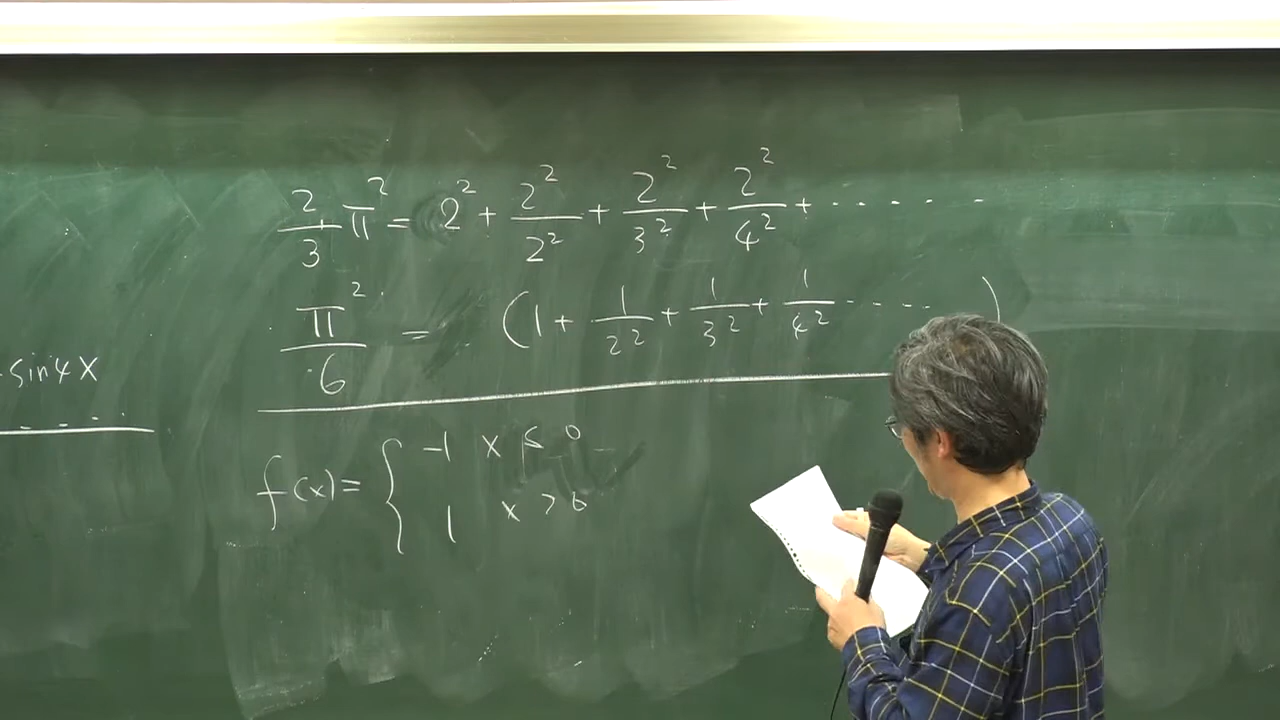 2/3 π² = 2² + 2²/2² + 2²/3² + 2²/4² + ·······
π²/6 = (1 + 1/2² + 1/3² + 1/4² ····· )
sin4x
....
f(x) = { -1 x ≤ 0
1 x > 0